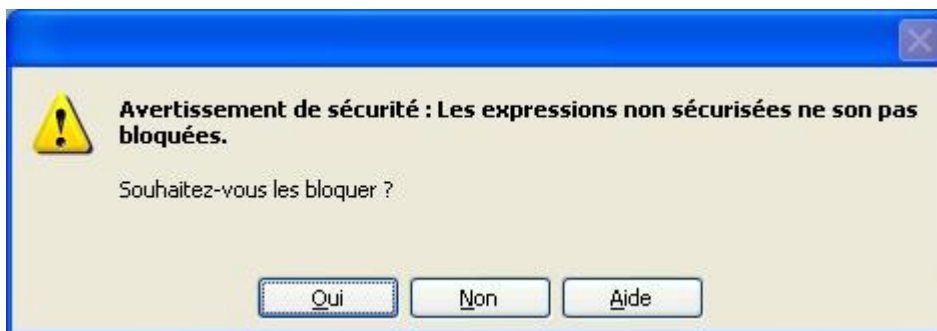 Avertissement de sécurité : Les expressions non sécurisées ne son pas
bloquées.
Souhaitez-vous les bloquer ?
Oui Non Aide